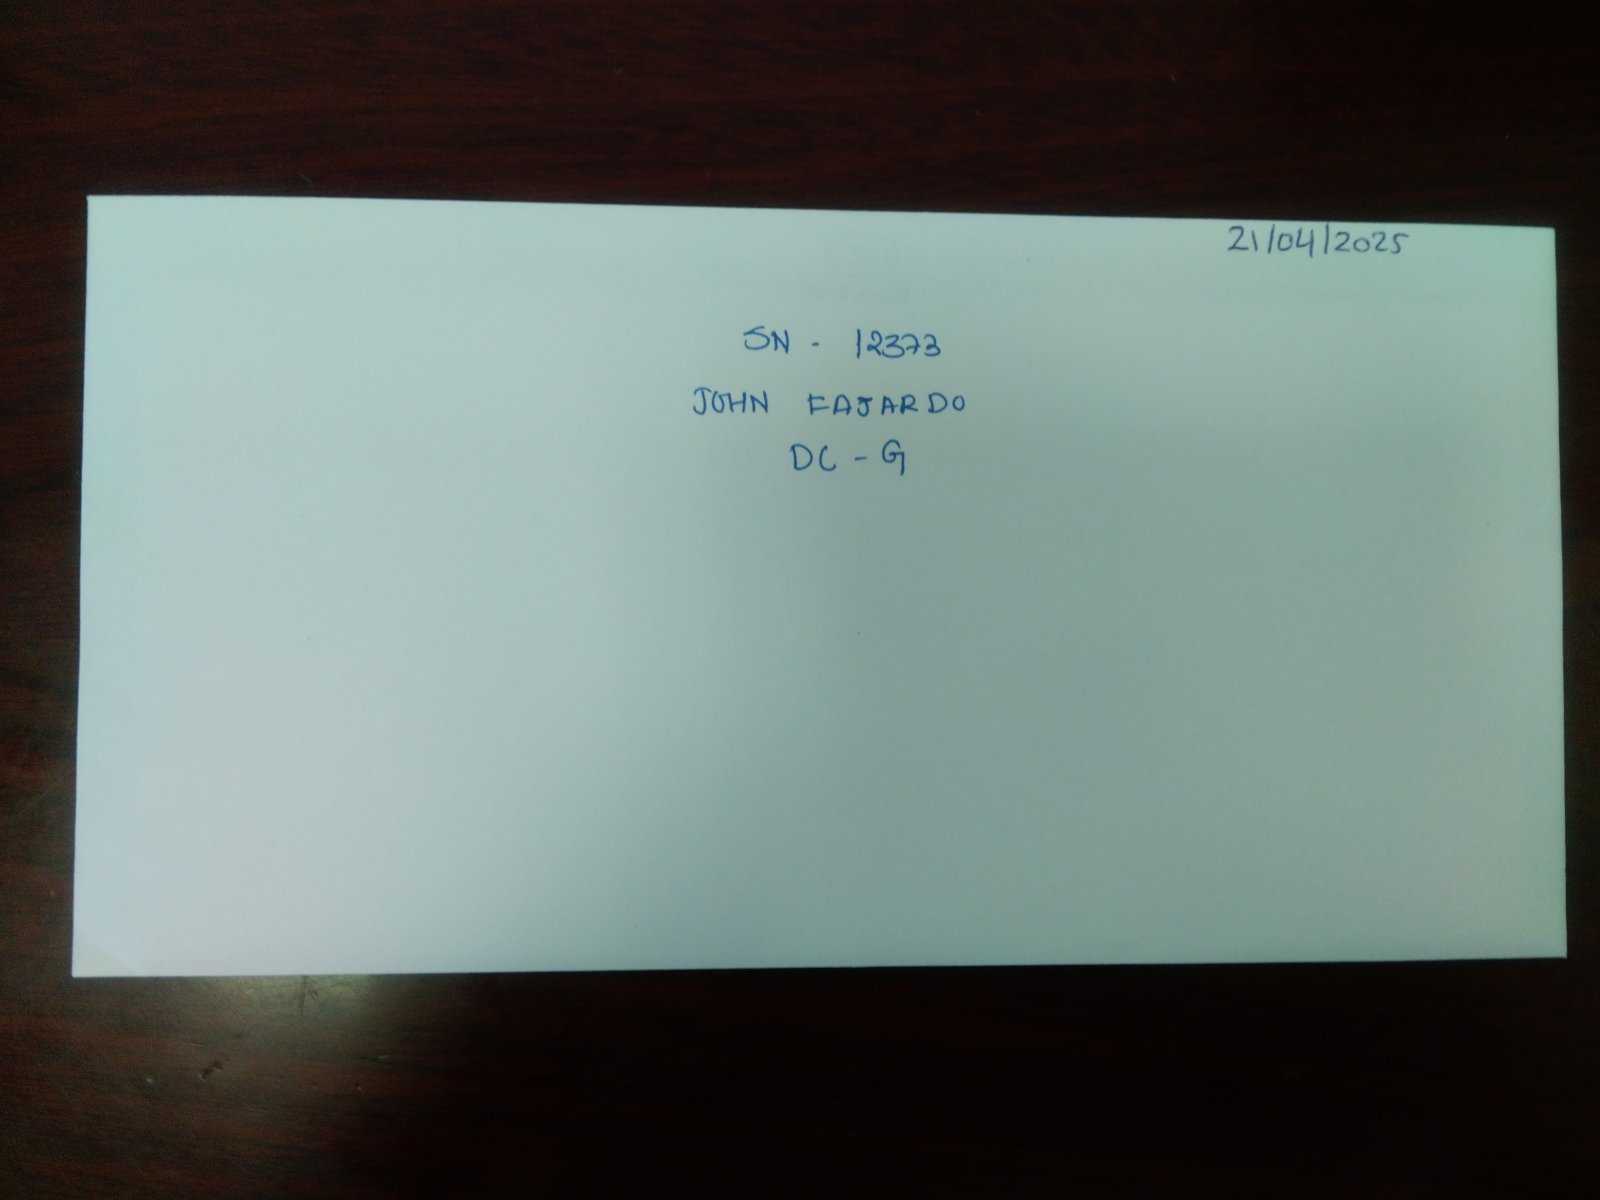 21/04/2025
SN - 12373
JOHN FAJARDO
DC - G